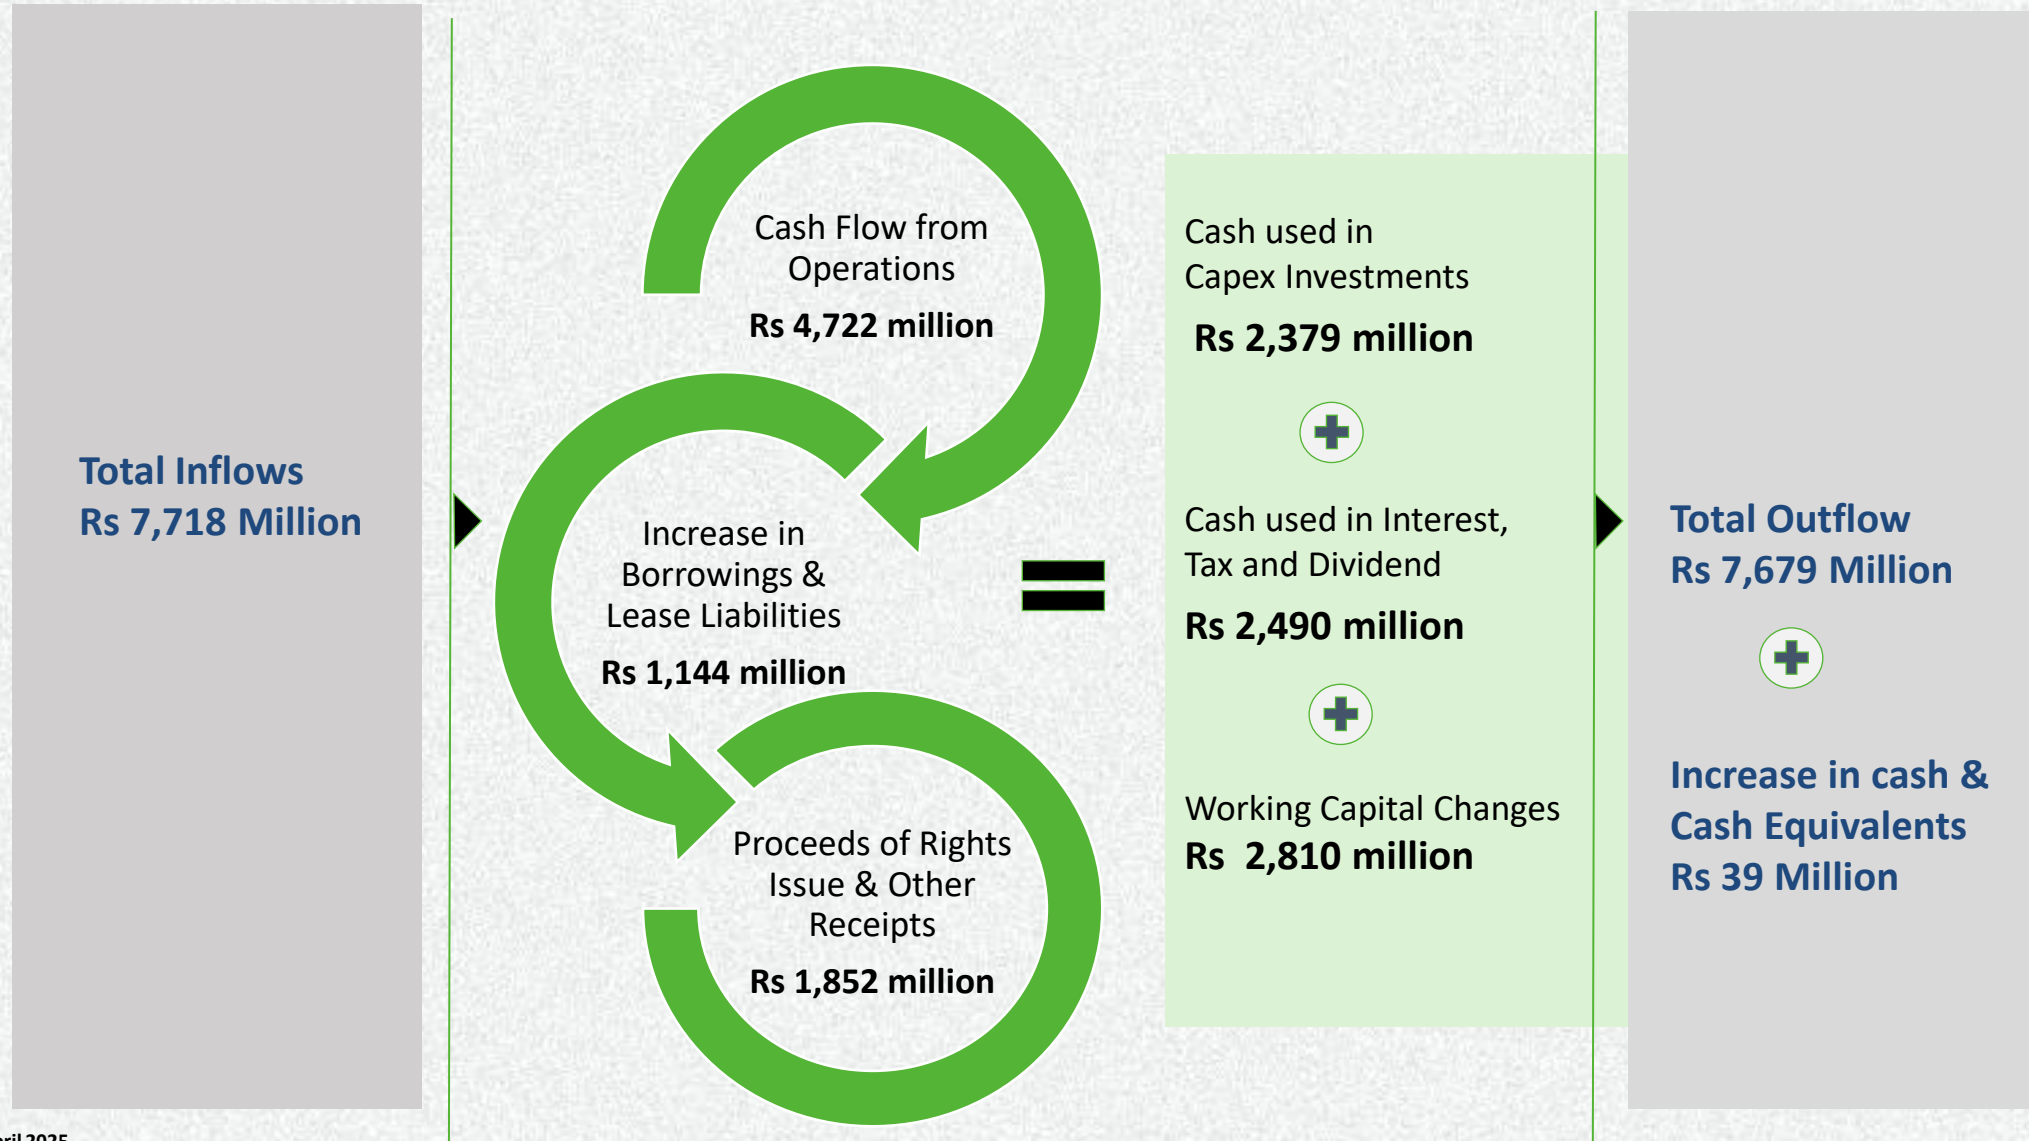 Total Inflows
Rs 7,718 Million
Cash Flow from
Operations
Rs 4,722 million
Increase in
Borrowings &
Lease Liabilities
Rs 1,144 million
Proceeds of Rights
Issue & Other
Receipts
Rs 1,852 million
Cash used in
Capex Investments
Rs 2,379 million
Cash used in Interest,
Tax and Dividend
Rs 2,490 million
Working Capital Changes
Rs 2,810 million
Total Outflow
Rs 7,679 Million
Increase in cash &
Cash Equivalents
Rs 39 Million
2025